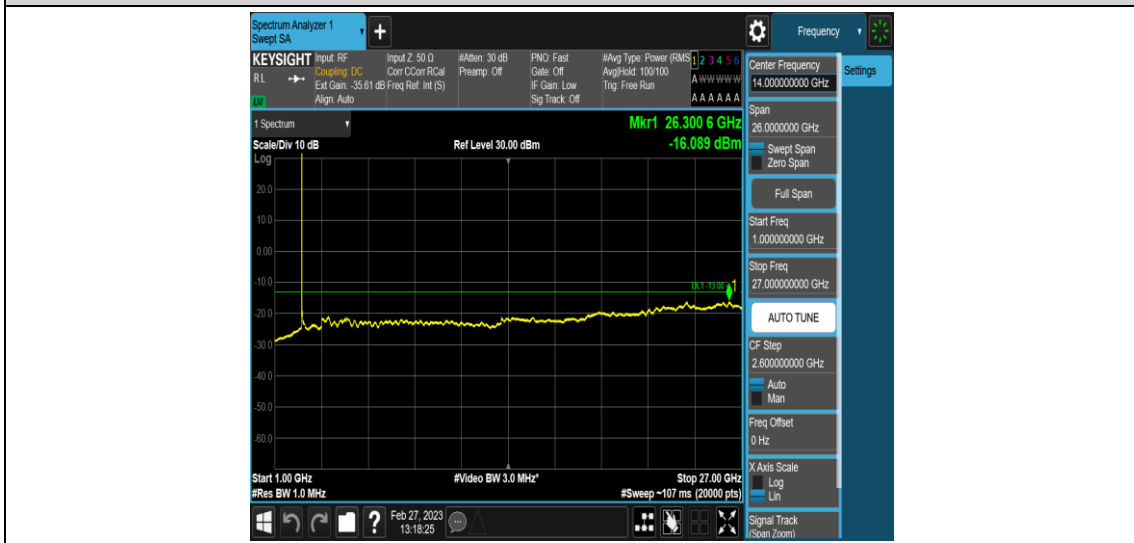 Spectrum Analyzer 1
Swept SA
+
Frequency
KEYSIGHT
RL
LW
Input: RF
Coupling: DC
Ext Gain: -35.61 dB
Align: Auto
Input Z: 50 Ω
Corr CCorr RCal
Freq Ref: Int (S)
#Atten: 30 dB
Preamp: Off
PNO: Fast
Gate: Off
IF Gain: Low
Sig Track: Off
#Avg Type: Power (RMS
Avg|Hold: 100/100
Trig: Free Run
1 2 3 4 5 6
A W W W W W
A A A A A A
1 Spectrum
Mkr1 26.300 6 GHz
-16.089 dBm
Scale/Div 10 dB
Ref Level 30.00 dBm
Log
20.0
10.0
0.00
-10.0
-20.0
-30.0
-40.0
-50.0
-60.0
DL1 -13.00
1
Start 1.00 GHz
#Video BW 3.0 MHz*
Stop 27.00 GHz
#Res BW 1.0 MHz
#Sweep ~107 ms (20000 pts)
?
Feb 27, 2023
13:18:25
Center Frequency
14.000000000 GHz
Settings
Span
26.0000000 GHz
Swept Span
Zero Span
Full Span
Start Freq
1.000000000 GHz
Stop Freq
27.000000000 GHz
AUTO TUNE
CF Step
2.600000000 GHz
Auto
Man
Freq Offset
0 Hz
X Axis Scale
Log
Lin
Signal Track
(Span Zoom)